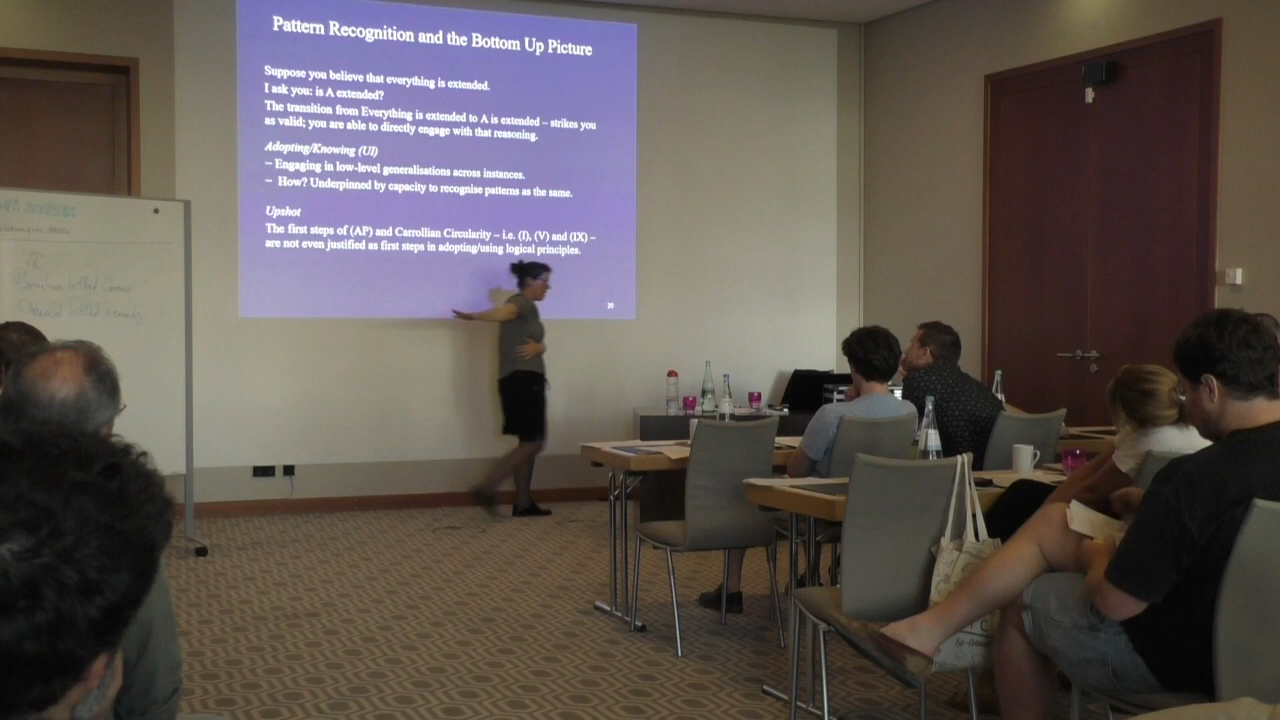 Pattern Recognition and the Bottom Up Picture
Suppose you believe that everything is extended.
I ask you: is A extended?
The transition from Everything is extended to A is extended – strikes you
as valid; you are able to directly engage with that reasoning.
Adopting/Knowing (UI)
– Engaging in low-level generalisations across instances.
– How? Underpinned by capacity to recognise patterns as the same.
Upshot
The first steps of (AP) and Carrollian Circularity – i.e. (I), (V) and (IX) –
are not even justified as first steps in adopting/using logical principles.